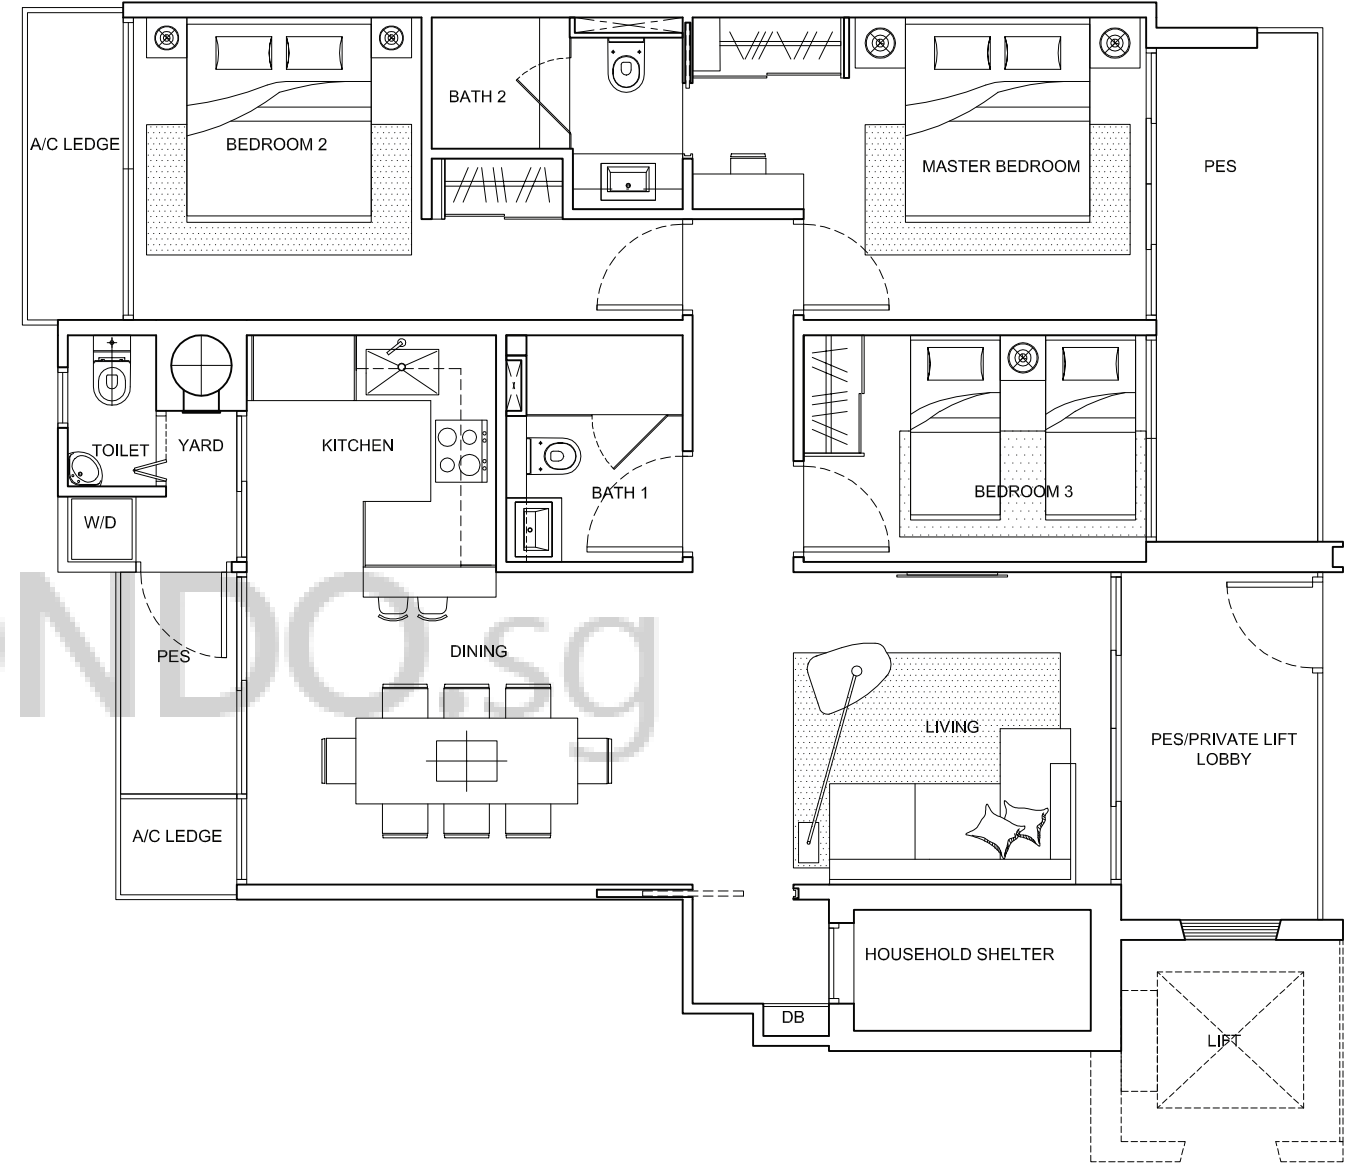 BATH 2
A/C LEDGE
BEDROOM 2
MASTER BEDROOM
PES
TOILET
YARD
KITCHEN
BATH 1
BEDROOM 3
W/D
NDO.sg
PES
DINING
LIVING
PES/PRIVATE LIFT
LOBBY
A/C LEDGE
HOUSEHOLD SHELTER
DB
LIFT